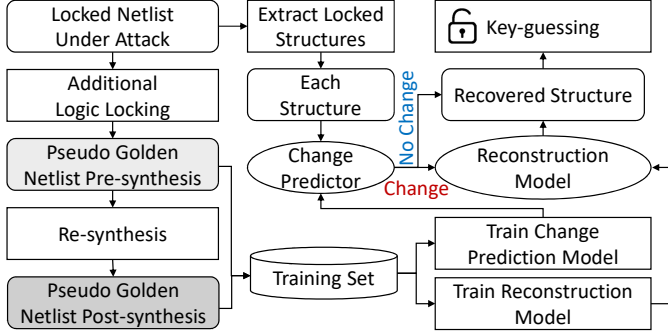 Locked Netlist
Under Attack
Additional
Logic Locking
Pseudo Golden
Netlist Pre-synthesis
Re-synthesis
Pseudo Golden
Netlist Post-synthesis
Extract Locked
Structures
Each
Structure
Change
Predictor
No Change
Change
Key-guessing
Recovered Structure
Reconstruction
Model
Training Set
Train Change
Prediction Model
Train Reconstruction
Model